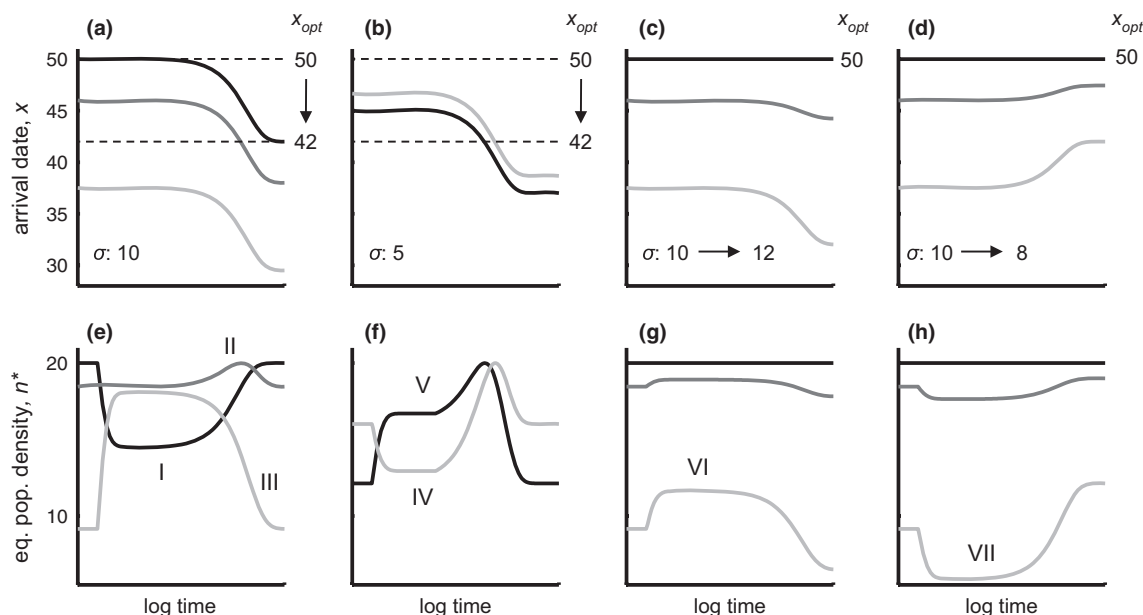 (a) (b) (c) (d)
x_opt x_opt x_opt x_opt
50 50 50 50 50
45
42 42
40
35
30
arrival date, x
σ: 10 σ: 5 σ: 10 → 12 σ: 10 → 8
(e) (f) (g) (h)
20
10
eq. pop. density, n*
II
V
I
III
IV
VI
VII
log time log time log time log time